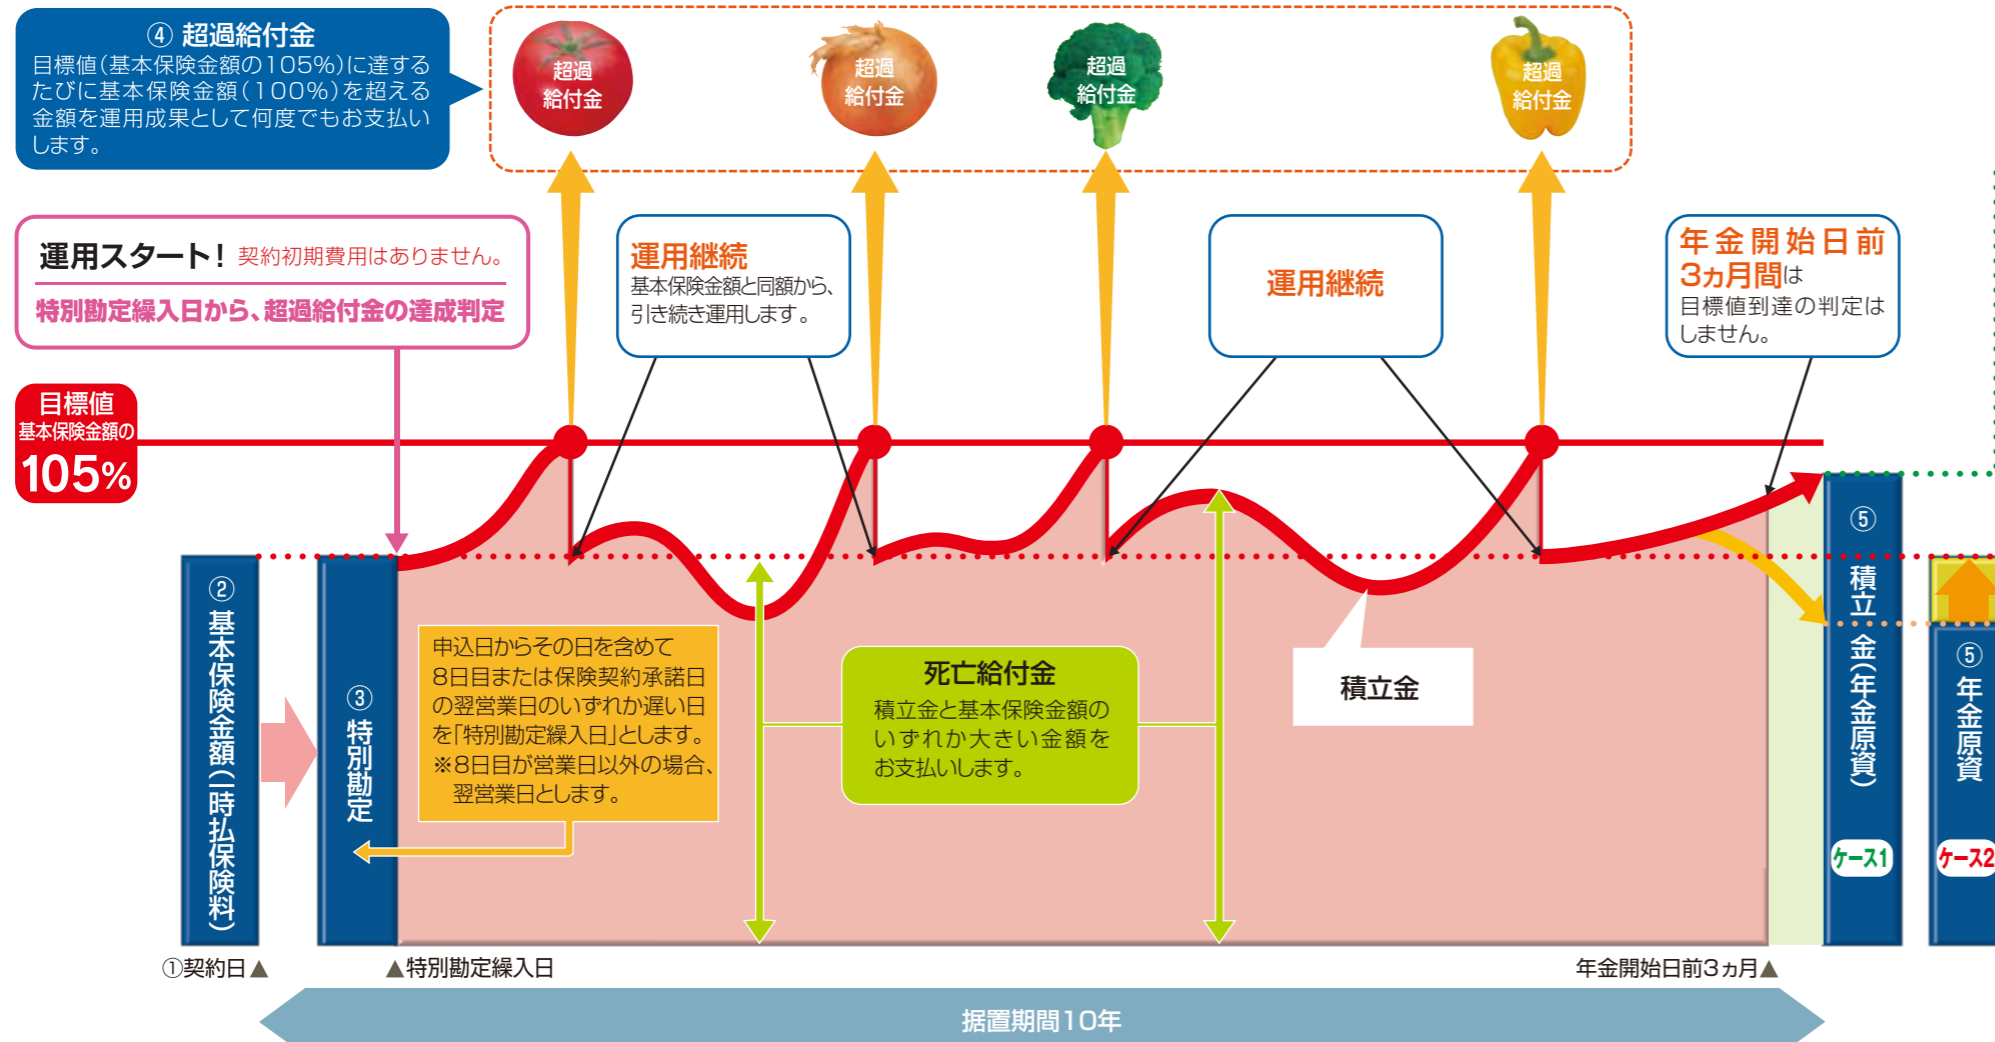 ④ 超過給付金
目標値(基本保険金額の105%)に達する
たびに基本保険金額(100%)を超える
金額を運用成果として何度でもお支払い
します。
超過
給付金
超過
給付金
超過
給付金
超過
給付金
運用スタート! 契約初期費用はありません。
特別勘定繰入日から、超過給付金の達成判定
運用継続
基本保険金額と同額から、
引き続き運用します。
運用継続
年金開始日前
3ヵ月間は
目標値到達の判定は
しません。
目標値
基本保険金額の
105%
② 基本保険金額(一時払保険料)
③ 特別勘定
申込日からその日を含めて
8日目または保険契約承諾日
の翌営業日のいずれか遅い日
を「特別勘定繰入日」とします。
※8日目が営業日以外の場合、
翌営業日とします。
死亡給付金
積立金と基本保険金額の
いずれか大きい金額を
お支払いします。
積立金
⑤ 積立金(年金原資)
ケース1
⑤ 年金原資
ケース2
①契約日▲
▲特別勘定繰入日
年金開始日前3ヵ月▲
据置期間10年